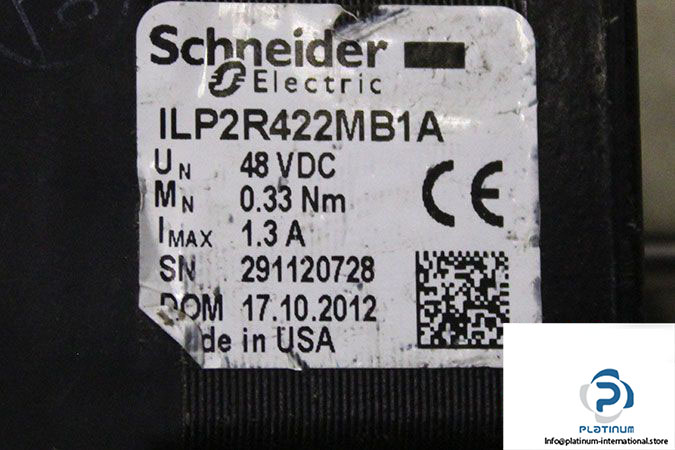 Schneider
Electric
ILP2R422MB1A
UN 48 VDC
MN 0.33 Nm
IMAX 1.3 A
SN 291120728
DOM 17.10.2012
de in USA
CE
PLATINUM
Info@platinum-international.store